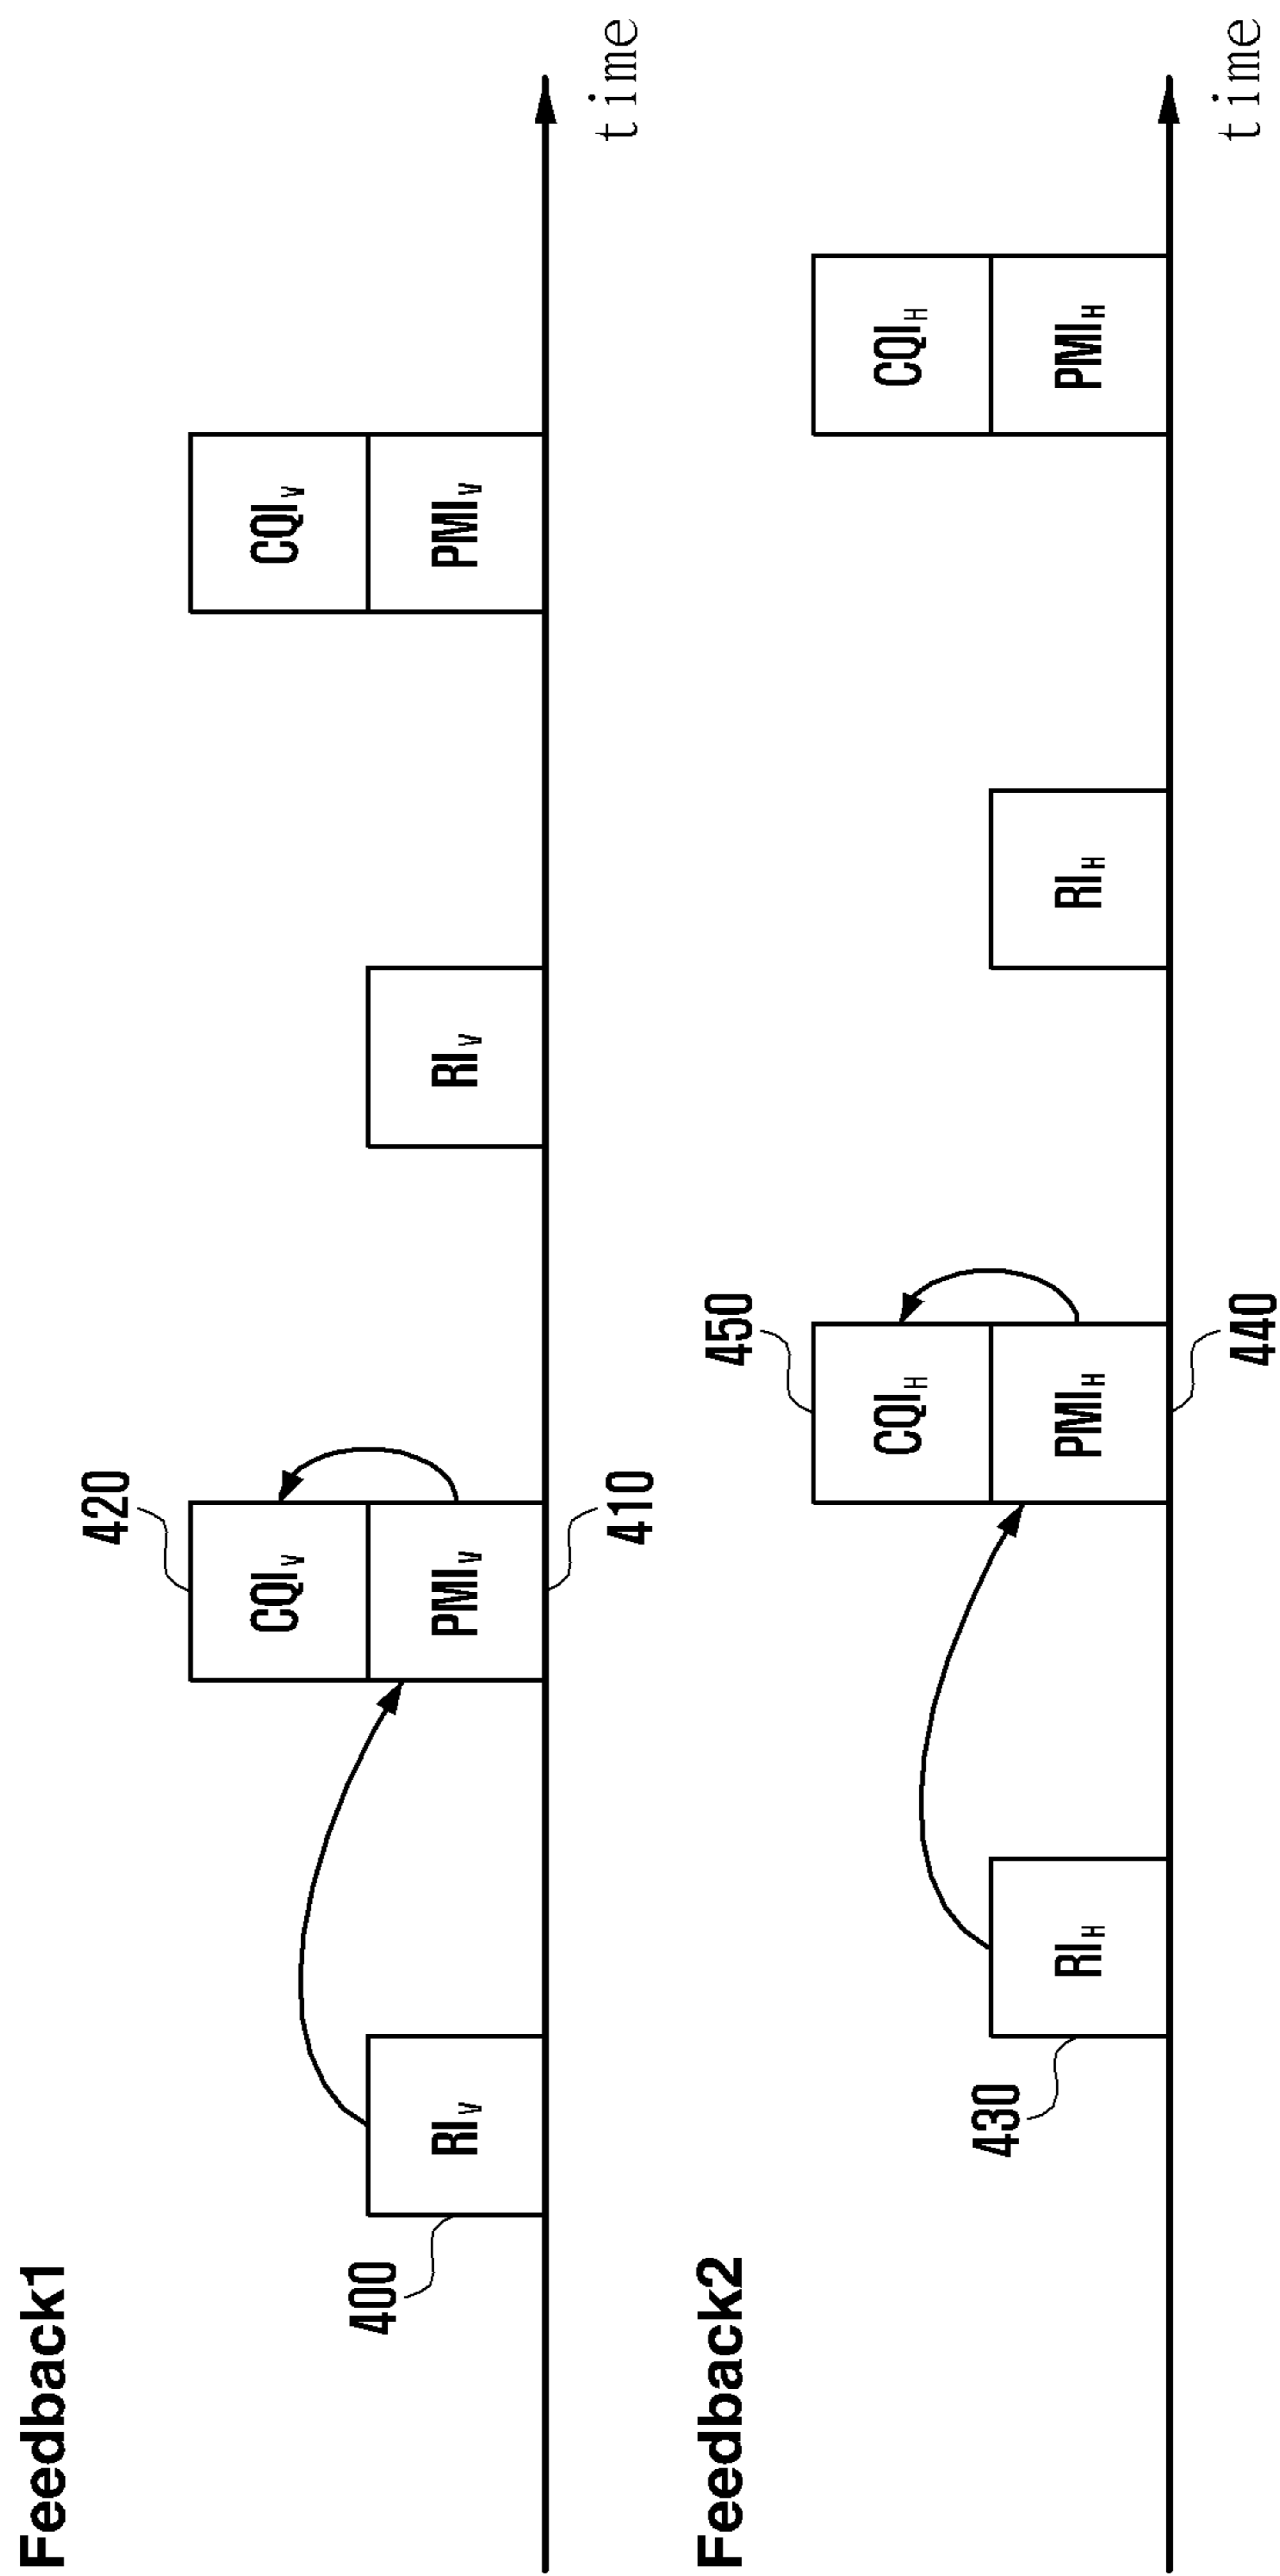 Feedback1
420
CQIV
CQIV
400
RIV
PMIV
RIV
PMIV
410
time
Feedback2
450
CQIH
CQIH
430
RIH
PMIH
RIH
PMIH
440
time